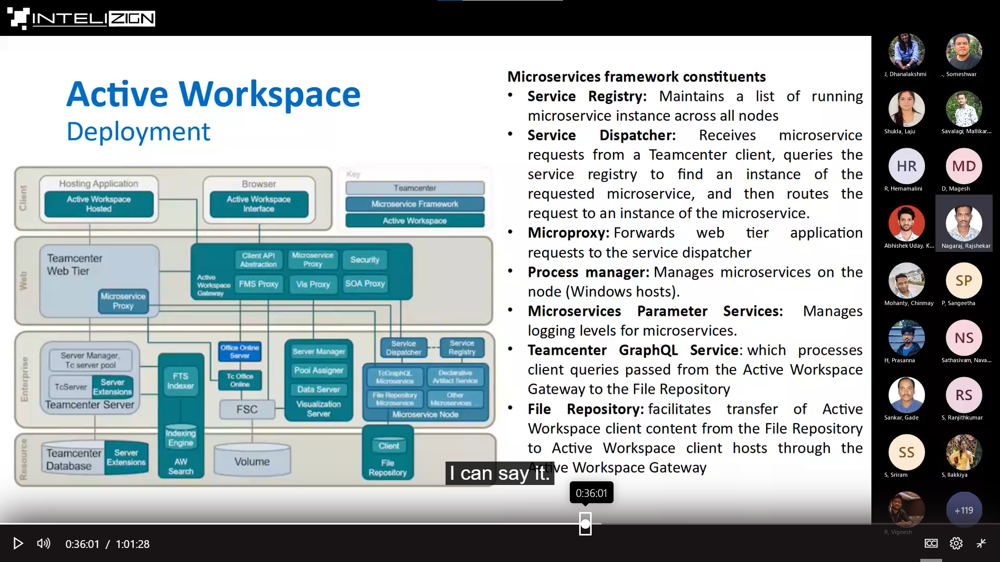 INTELIZIGN
Active Workspace
Deployment
Client
Hosting Application
Active Workspace
Hosted
Browser
Active Workspace
Interface
Key
Teamcenter
Microservice Framework
Active Workspace
Web
Teamcenter
Web Tier
Microservice
Proxy
Active
Workspace
Gateway
Client API
Abstraction
Microservice
Proxy
Security
FMS Proxy
Vis Proxy
SOA Proxy
Enterprise
Server Manager,
Tc server pool
TcServer
Server
Extensions
Teamcenter Server
FTS
Indexer
Office Online
Server
Tc Office
Online
FSC
Server Manager
Pool Assigner
Data Server
Visualization
Server
Service
Dispatcher
Service
Registry
TcGraphQL
Microservice
Declarative
Artifact Service
File Repository
Microservice
Other
Microservices ...
Microservice Node
Resource
Teamcenter
Database
Server
Extensions
Indexing
Engine
AW
Search
Volume
Client
File
Repository
Microservices framework constituents
• Service Registry: Maintains a list of running
microservice instance across all nodes
• Service Dispatcher: Receives microservice
requests from a Teamcenter client, queries the
service registry to find an instance of the
requested microservice, and then routes the
request to an instance of the microservice.
• Microproxy: Forwards web tier application
requests to the service dispatcher
• Process manager: Manages microservices on the
node (Windows hosts).
• Microservices Parameter Services: Manages
logging levels for microservices.
• Teamcenter GraphQL Service: which processes
client queries passed from the Active Workspace
Gateway to the File Repository
• File Repository: facilitates transfer of Active
Workspace client content from the File Repository
to Active Workspace client hosts through the
Active Workspace Gateway
I can say it.
0:36:01
0:36:01 / 1:01:28
CC
J, Dhanalakshmi
., Someshwar
Shukla, Laju
Savalagi, Mallikar...
HR
R, Hemamalini
MD
D, Magesh
Abhishek Uday. K...
Nagaraj, Rajshekar
Mohanty, Chinmay
SP
P, Sangeetha
H, Prasanna
NS
Sathasivam, Nava...
Sankar, Gade
RS
S, Ranjithkumar
SS
S, Sriram
S, Ilakkiya
R, Vignesh
+119